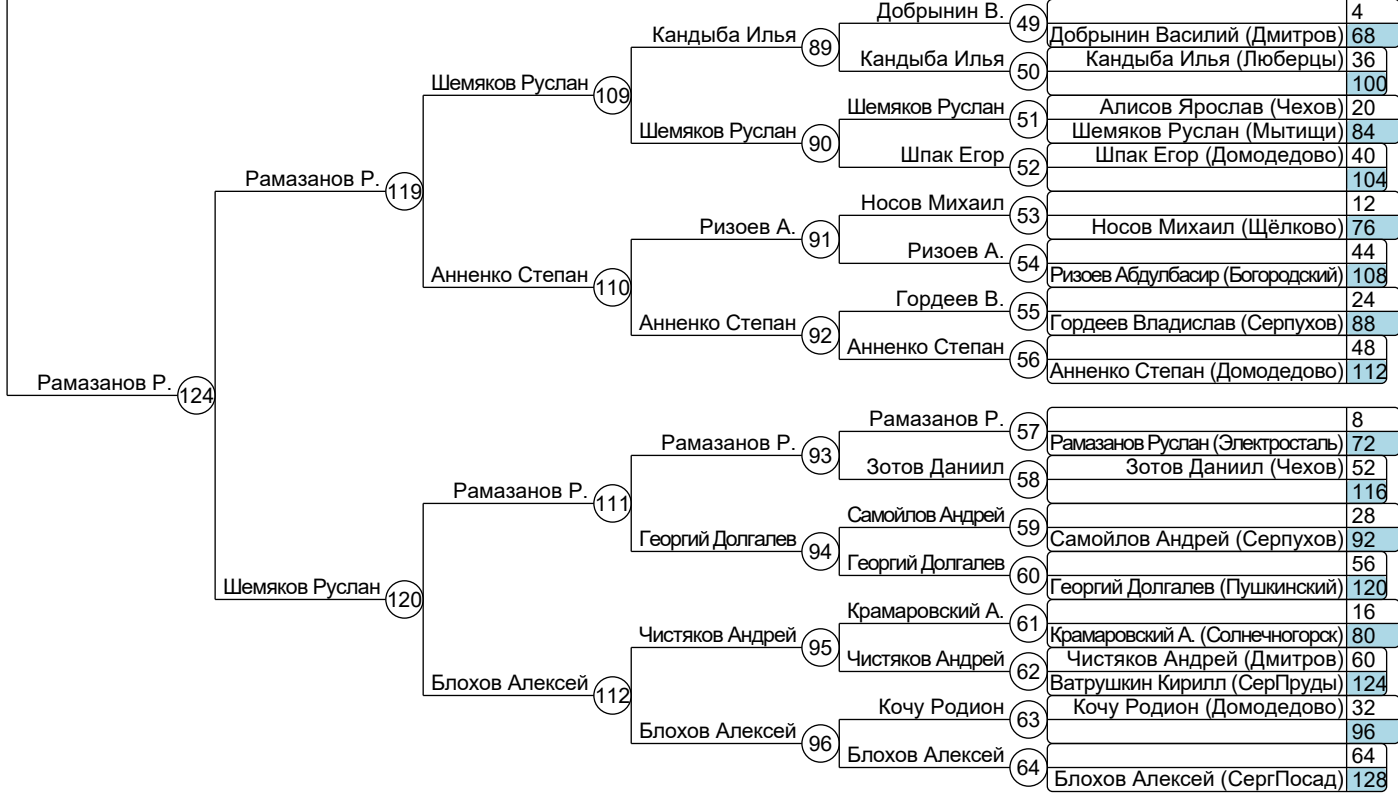 Добрынин В. 49 4
Кандыба Илья 89 Добрынин Василий (Дмитров) 68
Кандыба Илья 50 Кандыба Илья (Люберцы) 36
Шемяков Руслан 109 100
Шемяков Руслан 51 Алисов Ярослав (Чехов) 20
Шемяков Руслан 90 Шемяков Руслан (Мытищи) 84
Шпак Егор 52 Шпак Егор (Домодедово) 40
Рамазанов Р. 119 104
Носов Михаил 53 12
Ризоев А. 91 Носов Михаил (Щёлково) 76
Ризоев А. 54 44
Анненко Степан 110 Ризоев Абдулбасир (Богородский) 108
Гордеев В. 55 24
Анненко Степан 92 Гордеев Владислав (Серпухов) 88
Анненко Степан 56 48
Рамазанов Р. 124 Анненко Степан (Домодедово) 112
Рамазанов Р. 57 8
Рамазанов Р. 93 Рамазанов Руслан (Электросталь) 72
Зотов Даниил 58 Зотов Даниил (Чехов) 52
Рамазанов Р. 111 116
Самойлов Андрей 59 28
Георгий Долгалев 94 Самойлов Андрей (Серпухов) 92
Георгий Долгалев 60 56
Шемяков Руслан 120 Георгий Долгалев (Пушкинский) 120
Крамаровский А. 61 16
Чистяков Андрей 95 Крамаровский А. (Солнечногорск) 80
Чистяков Андрей 62 Чистяков Андрей (Дмитров) 60
Блохов Алексей 112 Ватрушкин Кирилл (СерПруды) 124
Кочу Родион 63 Кочу Родион (Домодедово) 32
Блохов Алексей 96 96
Блохов Алексей 64 64
Блохов Алексей (СергПосад) 128